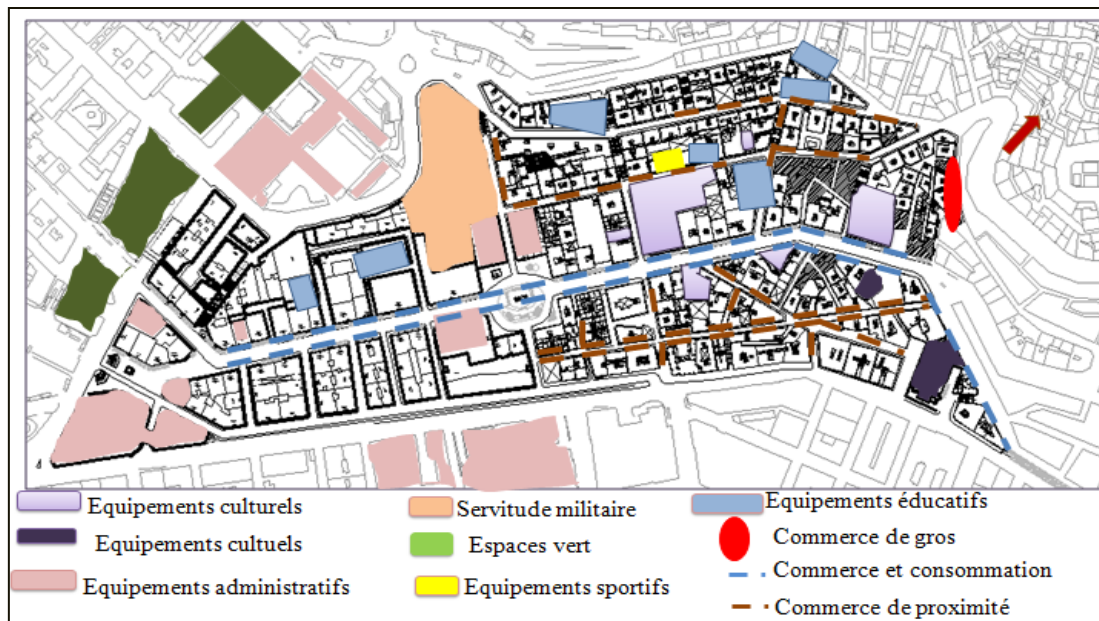 Equipements culturels
Servitude militaire
Equipements éducatifs
Equipements cultuels
Espaces vert
Commerce de gros
Equipements administratifs
Equipements sportifs
Commerce et consommation
Commerce de proximité